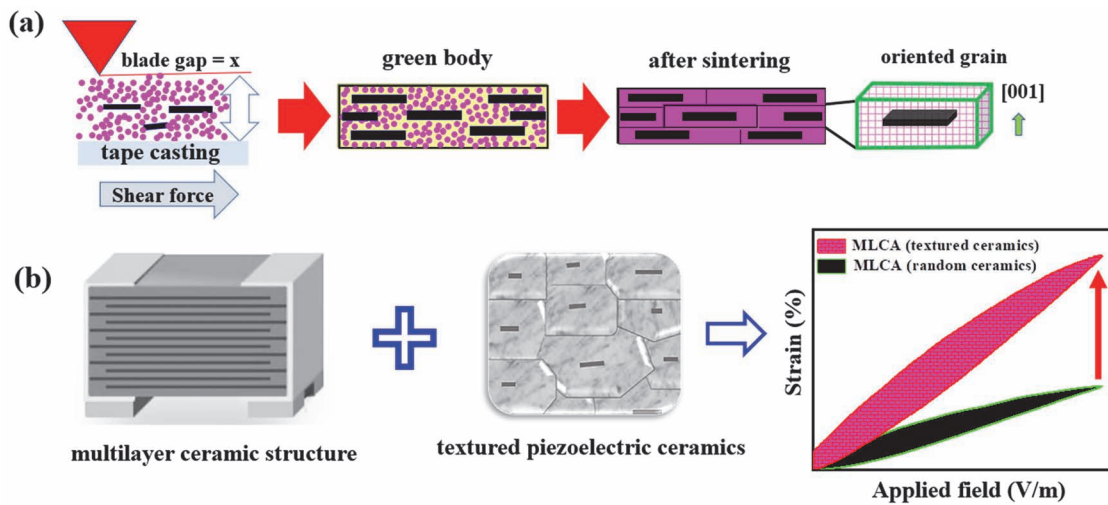 (a)
blade gap = x
tape casting
Shear force
green body
after sintering
oriented grain
[001]
(b)
multilayer ceramic structure
textured piezoelectric ceramics
MLCA (textured ceramics)
MLCA (random ceramics)
Strain (%)
Applied field (V/m)